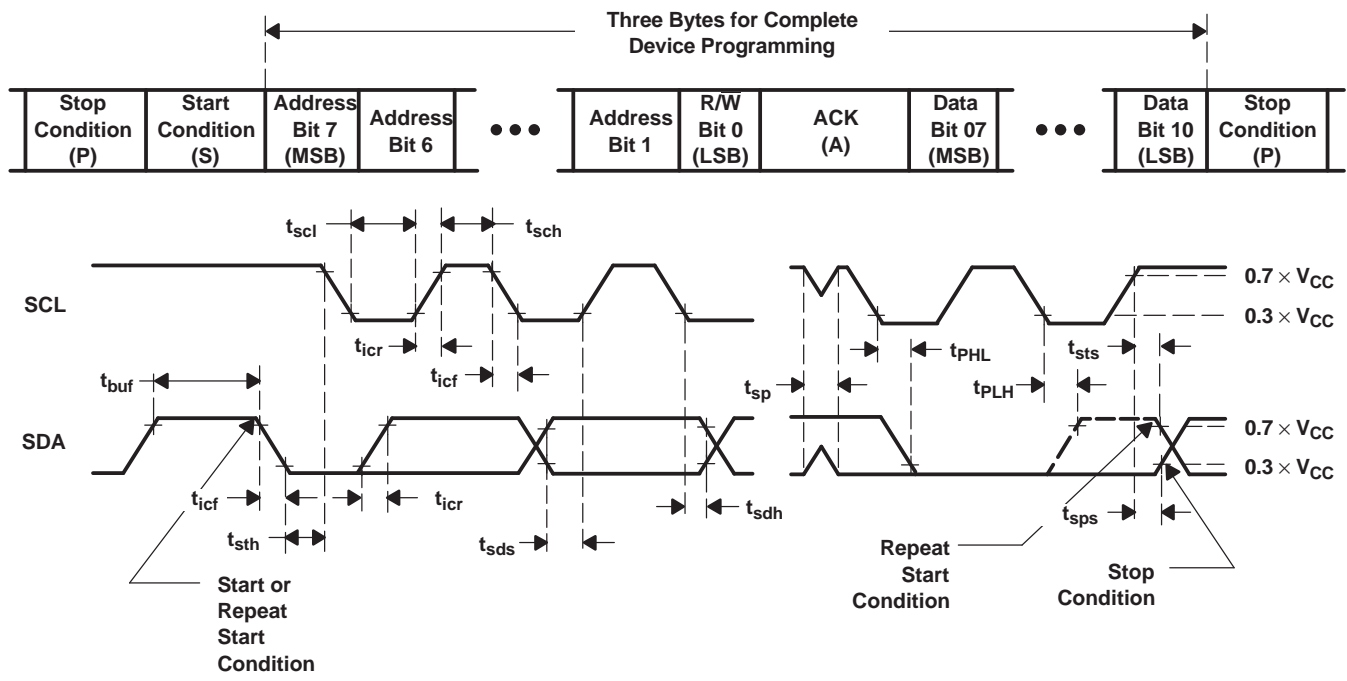 Three Bytes for Complete
Device Programming
Stop
Condition
(P)
Start
Condition
(S)
Address
Bit 7
(MSB)
Address
Bit 6
•••
Address
Bit 1
R/W̅
Bit 0
(LSB)
ACK
(A)
Data
Bit 07
(MSB)
•••
Data
Bit 10
(LSB)
Stop
Condition
(P)
tscl
tsch
SCL
0.7 × VCC
0.3 × VCC
ticr
ticf
tPHL
tsts
tbuf
tsp
tPLH
SDA
0.7 × VCC
0.3 × VCC
ticf
ticr
tsdh
tsps
tsth
tsds
Start or
Repeat
Start
Condition
Repeat
Start
Condition
Stop
Condition